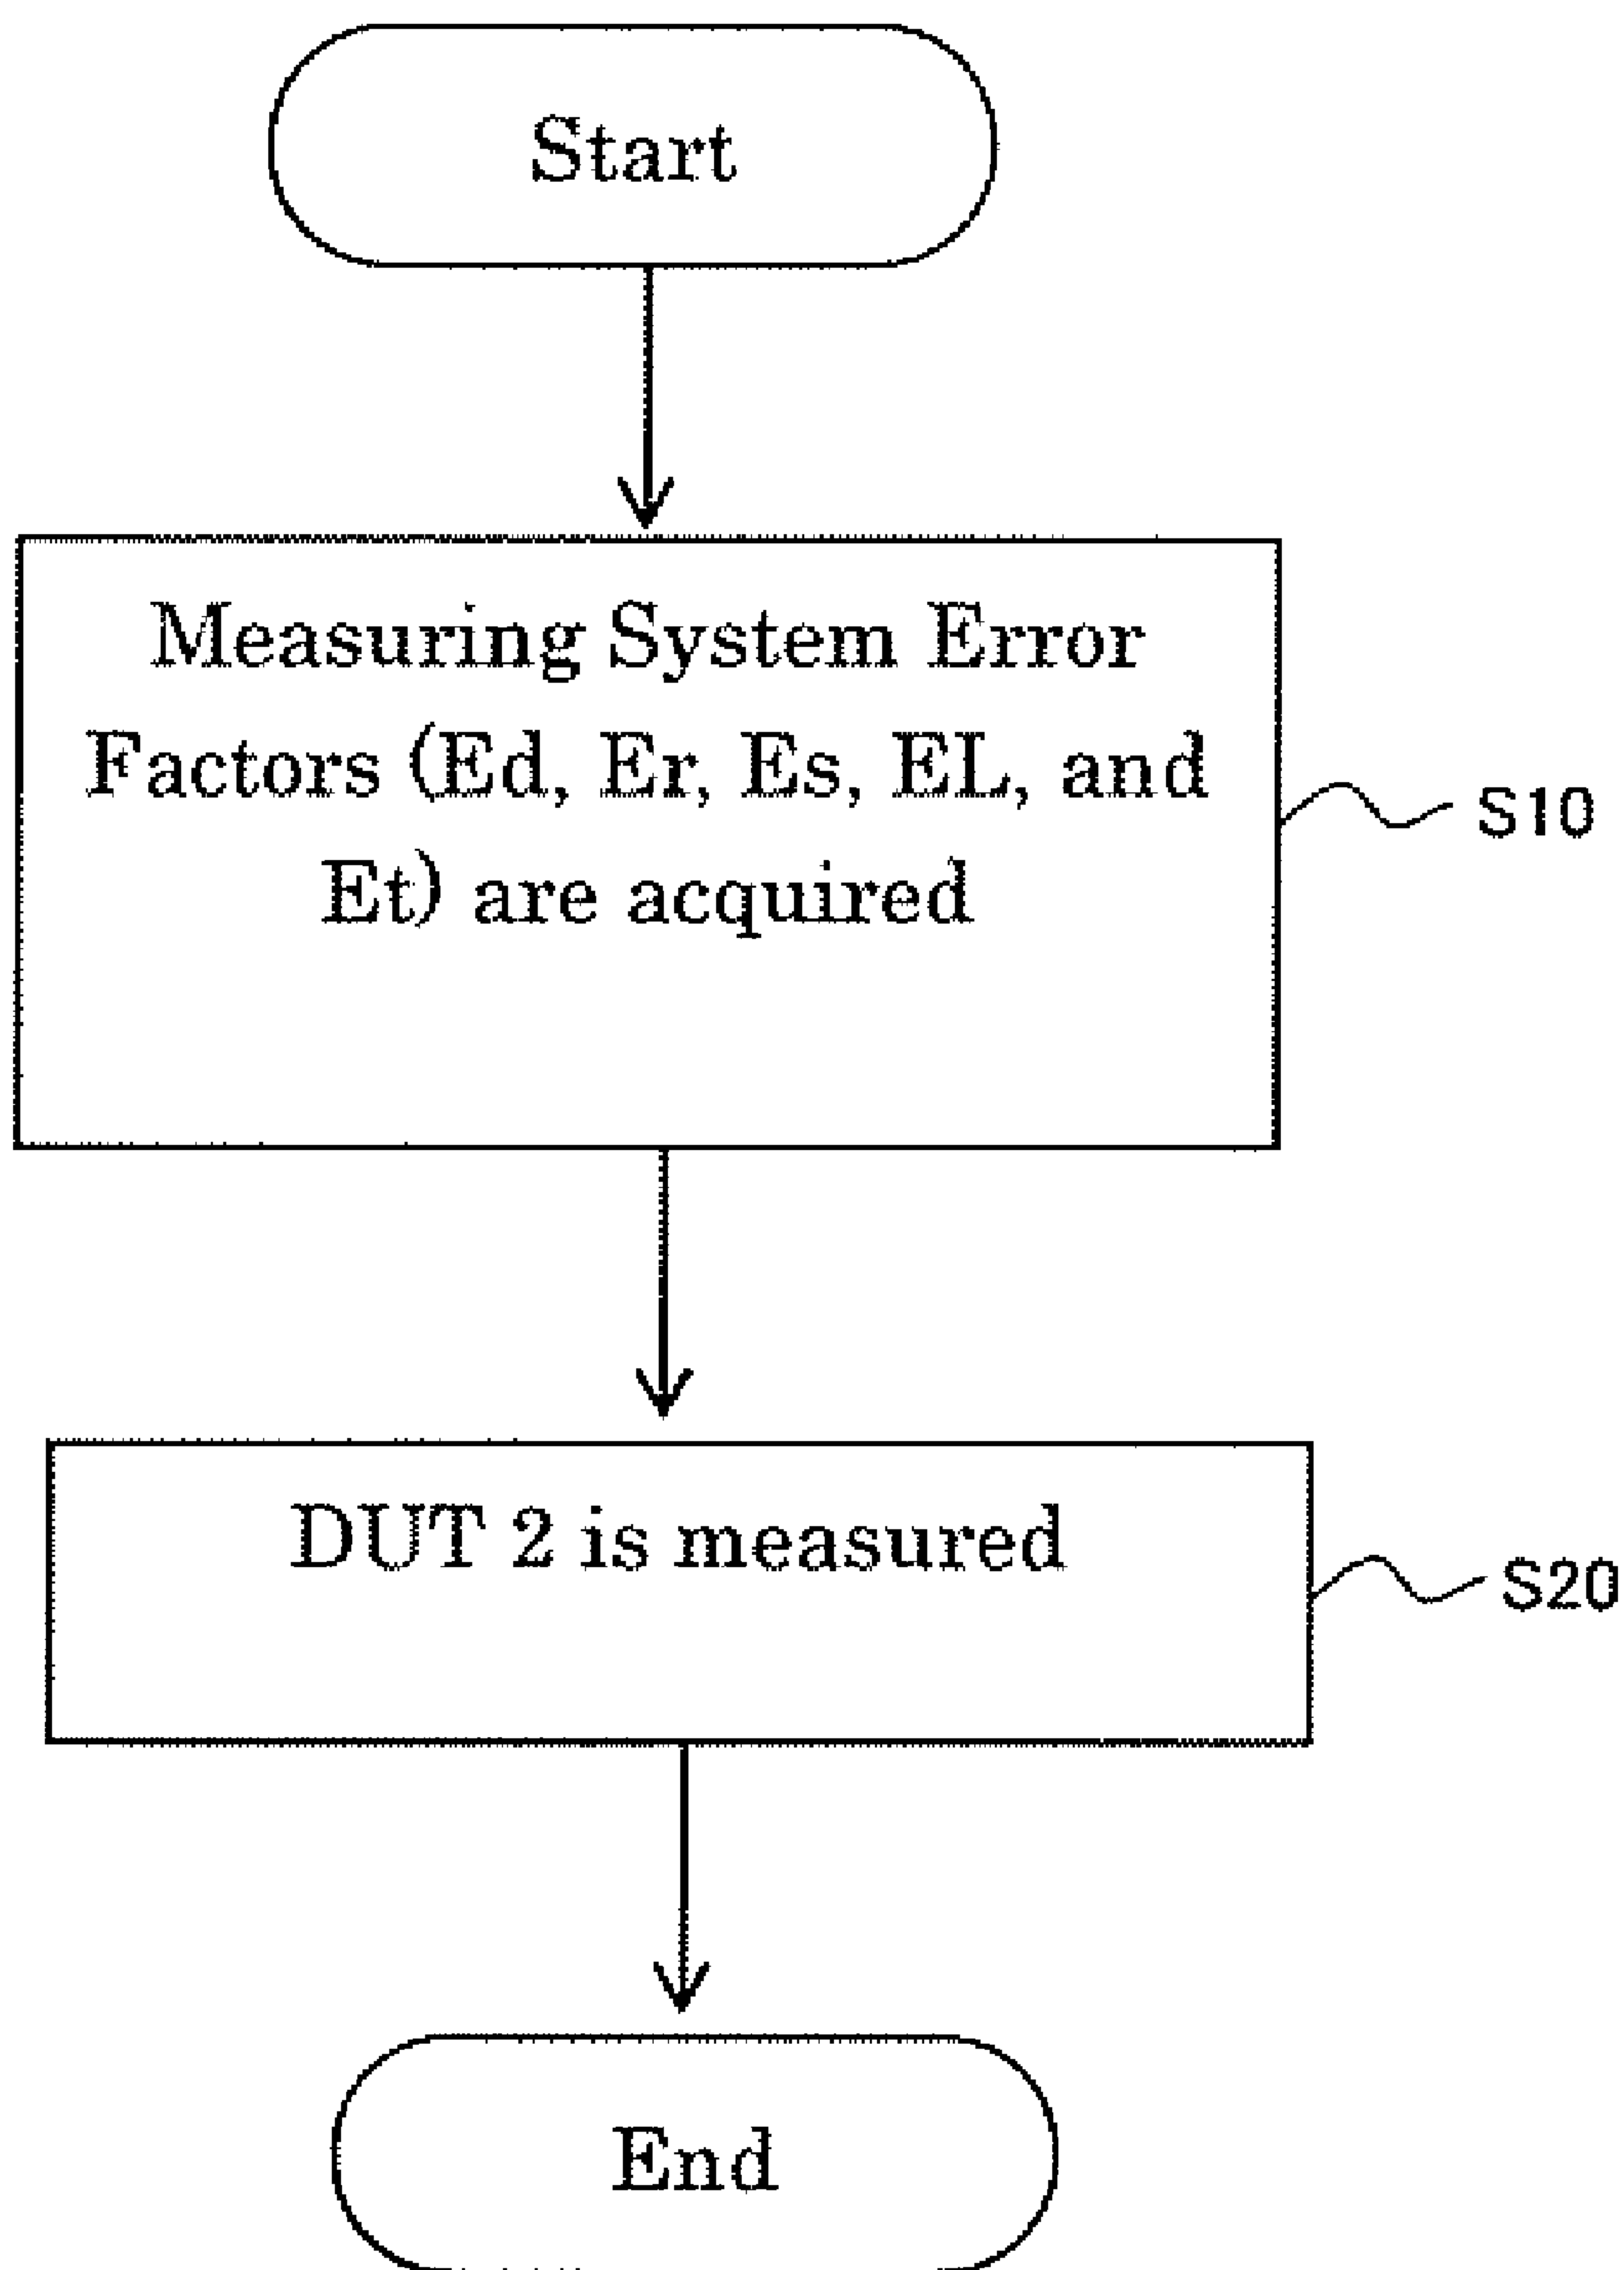 Start
Measuring System Error
Factors (Ed, Er, Es, EL, and
Et) are acquired
S10
DUT 2 is measured
S20
End